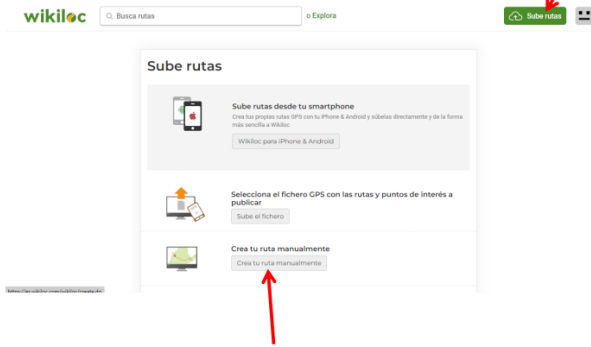 wikiloc
Busca rutas
o Explora
Sube rutas
Sube rutas
Sube rutas desde tu smartphone
Crea tus propias rutas GPS con tu iPhone & Android y súbelas directamente y de la forma
más sencilla a Wikiloc
Wikiloc para iPhone & Android
Selecciona el fichero GPS con las rutas y puntos de interés a
publicar
Sube el fichero
Crea tu ruta manualmente
Crea tu ruta manualmente